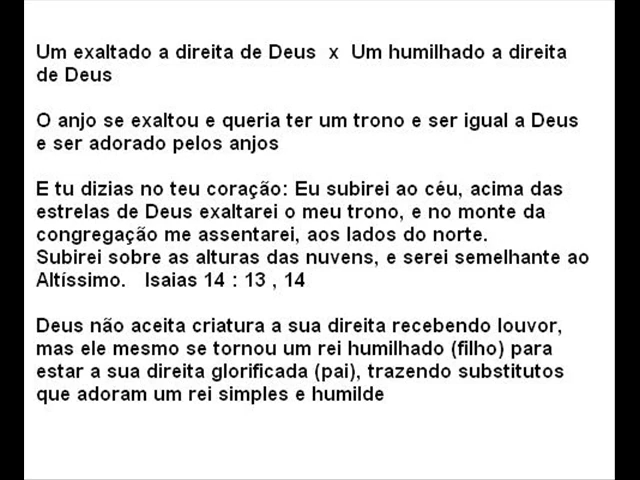 Um exaltado a direita de Deus x Um humilhado a direita
de Deus
O anjo se exaltou e queria ter um trono e ser igual a Deus
e ser adorado pelos anjos
E tu dizias no teu coração: Eu subirei ao céu, acima das
estrelas de Deus exaltarei o meu trono, e no monte da
congregação me assentarei, aos lados do norte.
Subirei sobre as alturas das nuvens, e serei semelhante ao
Altíssimo. Isaias 14 : 13 , 14
Deus não aceita criatura a sua direita recebendo louvor,
mas ele mesmo se tornou um rei humilhado (filho) para
estar a sua direita glorificada (pai), trazendo substitutos
que adoram um rei simples e humilde